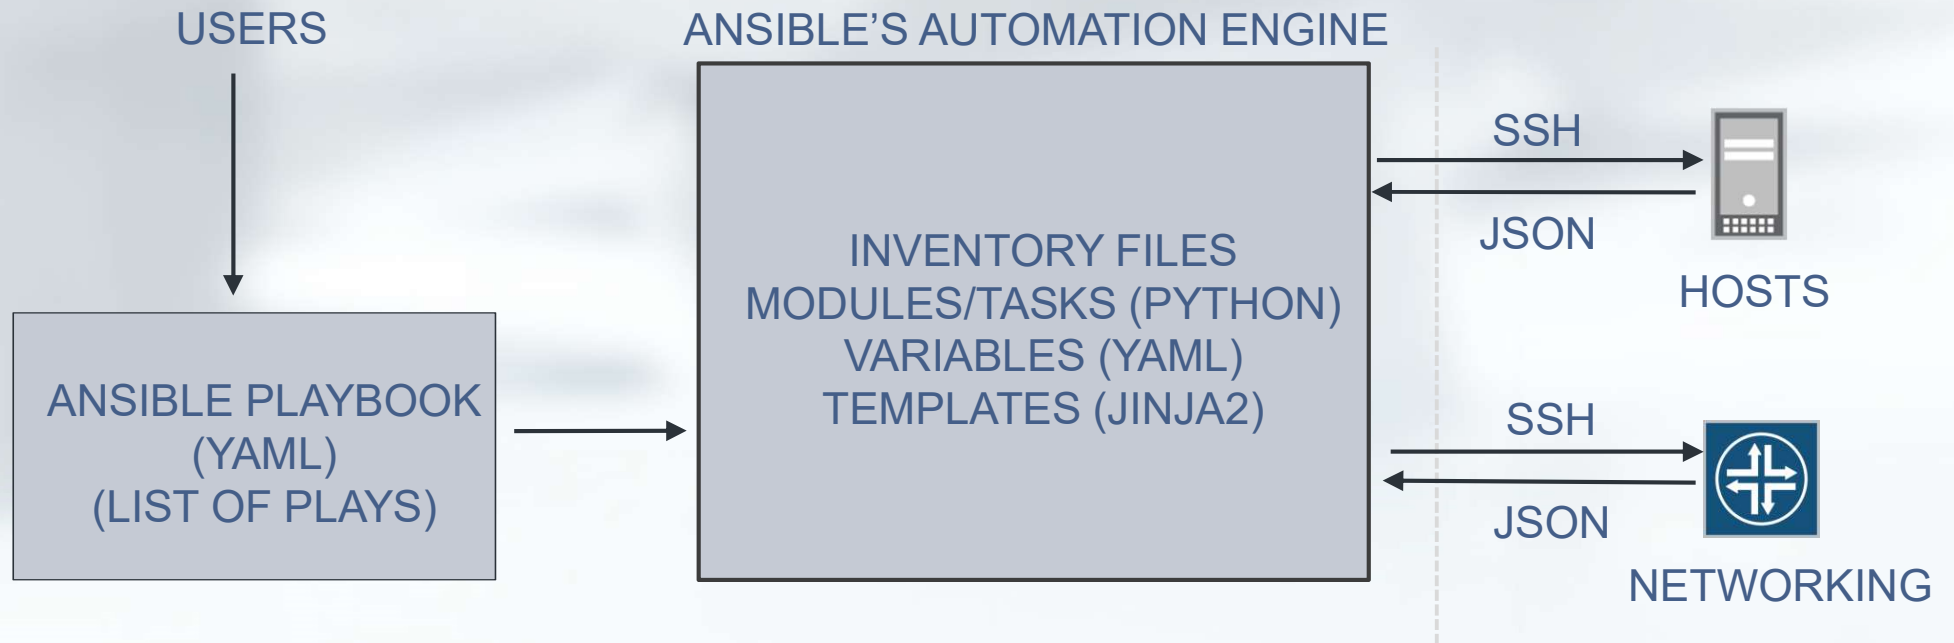 USERS
ANSIBLE PLAYBOOK
(YAML)
(LIST OF PLAYS)
ANSIBLE’S AUTOMATION ENGINE
INVENTORY FILES
MODULES/TASKS (PYTHON)
VARIABLES (YAML)
TEMPLATES (JINJA2)
SSH
JSON
HOSTS
SSH
JSON
NETWORKING